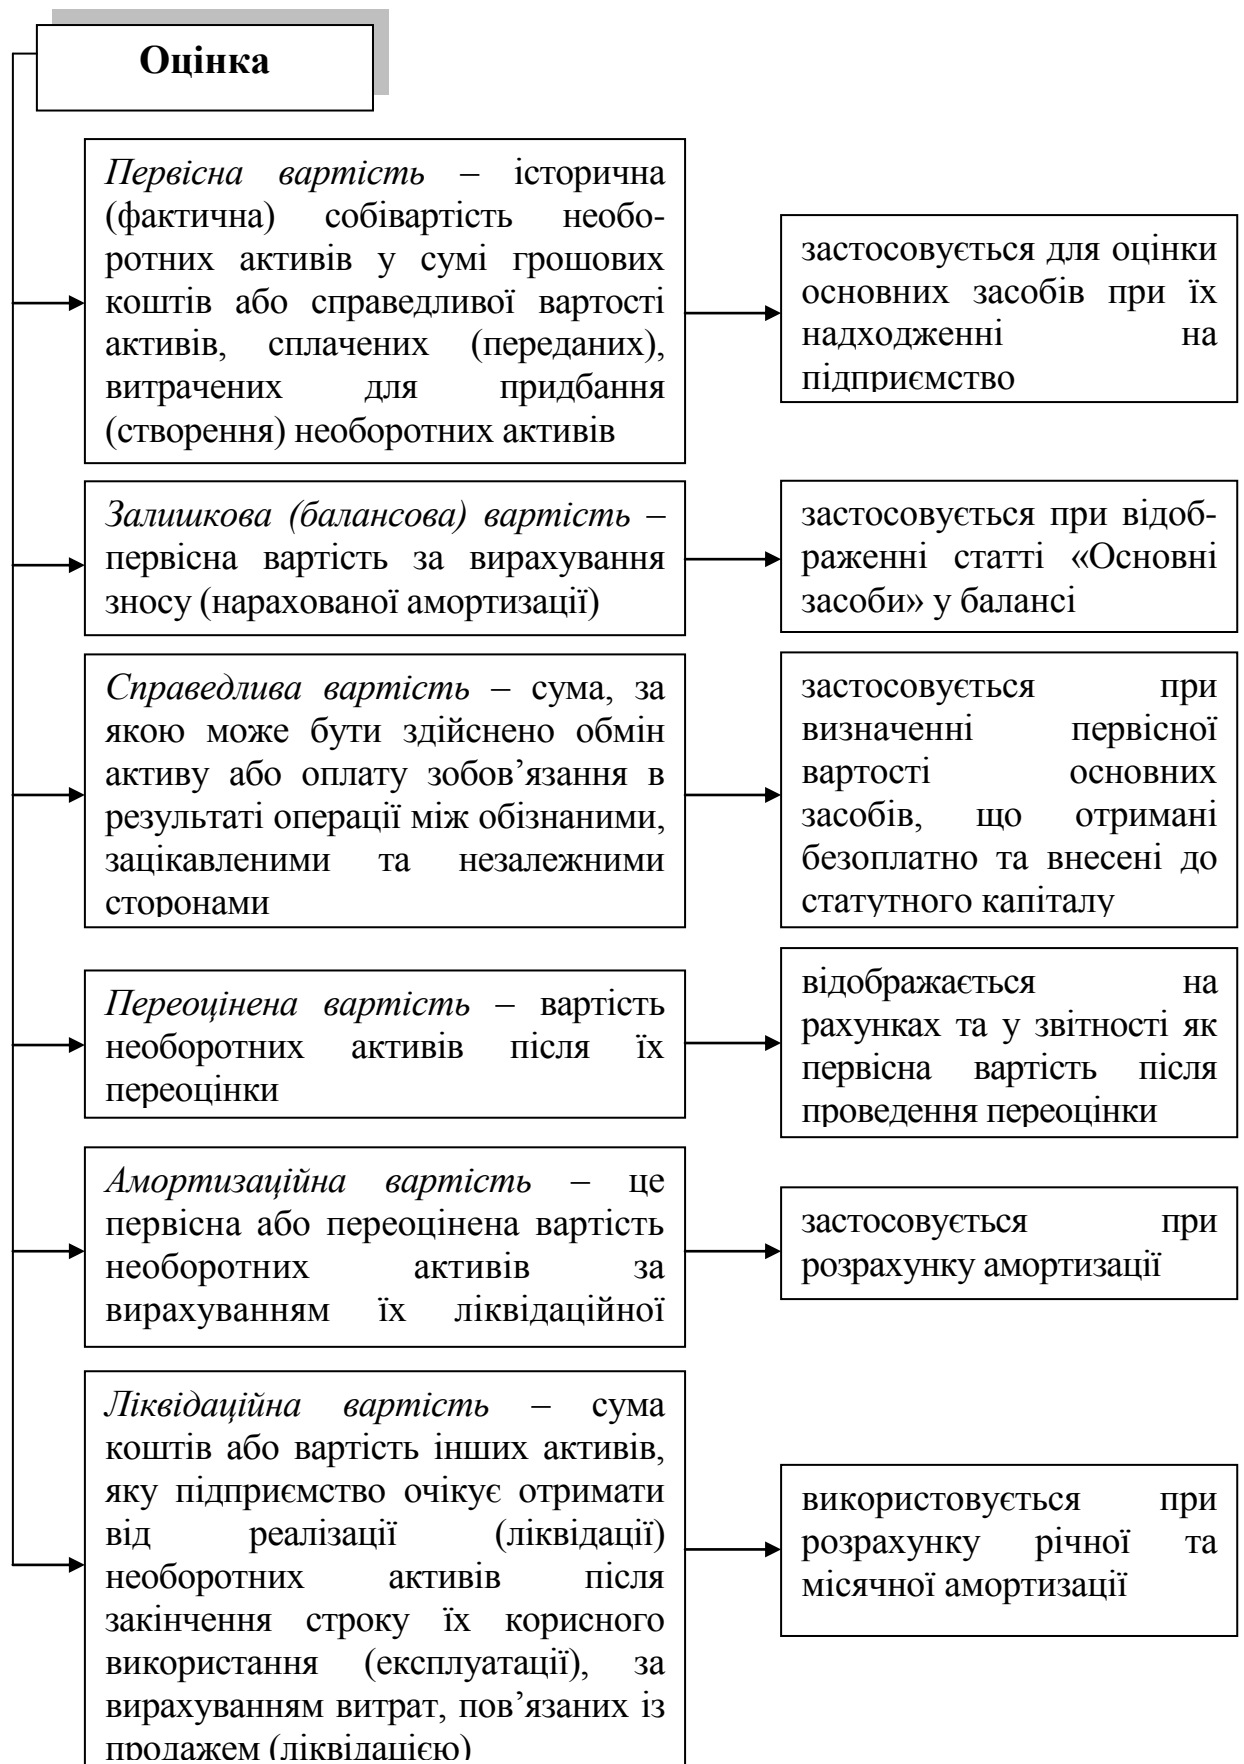 Оцінка
Первісна вартість – історична
(фактична) собівартість необо-
ротних активів у сумі грошових
коштів або справедливої вартості
активів, сплачених (переданих),
витрачених для придбання
(створення) необоротних активів
застосовується для оцінки
основних засобів при їх
надходженні на
підприємство
Залишкова (балансова) вартість –
первісна вартість за вирахування
зносу (нарахованої амортизації)
застосовується при відоб-
раженні статті «Основні
засоби» у балансі
Справедлива вартість – сума, за
якою може бути здійснено обмін
активу або оплату зобов’язання в
результаті операції між обізнаними,
зацікавленими та незалежними
сторонами
застосовується при
визначенні первісної
вартості основних
засобів, що отримані
безоплатно та внесені до
статутного капіталу
Переоцінена вартість – вартість
необоротних активів після їх
переоцінки
відображається на
рахунках та у звітності як
первісна вартість після
проведення переоцінки
Амортизаційна вартість – це
первісна або переоцінена вартість
необоротних активів за
вирахуванням їх ліквідаційної
застосовується при
розрахунку амортизації
Ліквідаційна вартість – сума
коштів або вартість інших активів,
яку підприємство очікує отримати
від реалізації (ліквідації)
необоротних активів після
закінчення строку їх корисного
використання (експлуатації), за
вирахуванням витрат, пов’язаних із
продажем (ліквідацією)
використовується при
розрахунку річної та
місячної амортизації